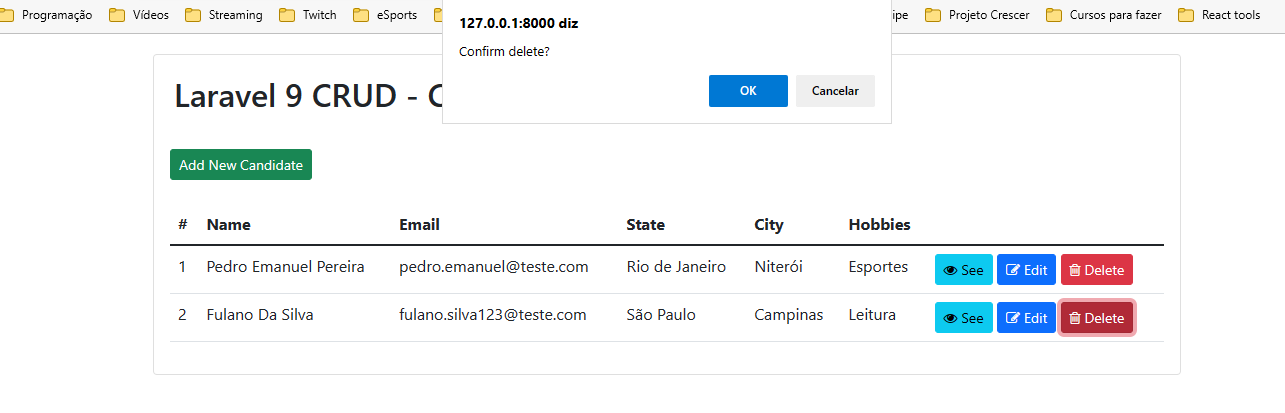 Programação Vídeos Streaming Twitch eSports ipe Projeto Crescer Cursos para fazer React tools
127.0.0.1:8000 diz
Confirm delete?
OK Cancelar
Laravel 9 CRUD -
Add New Candidate
# Name Email State City Hobbies
1 Pedro Emanuel Pereira pedro.emanuel@teste.com Rio de Janeiro Niterói Esportes See Edit Delete
2 Fulano Da Silva fulano.silva123@teste.com São Paulo Campinas Leitura See Edit Delete